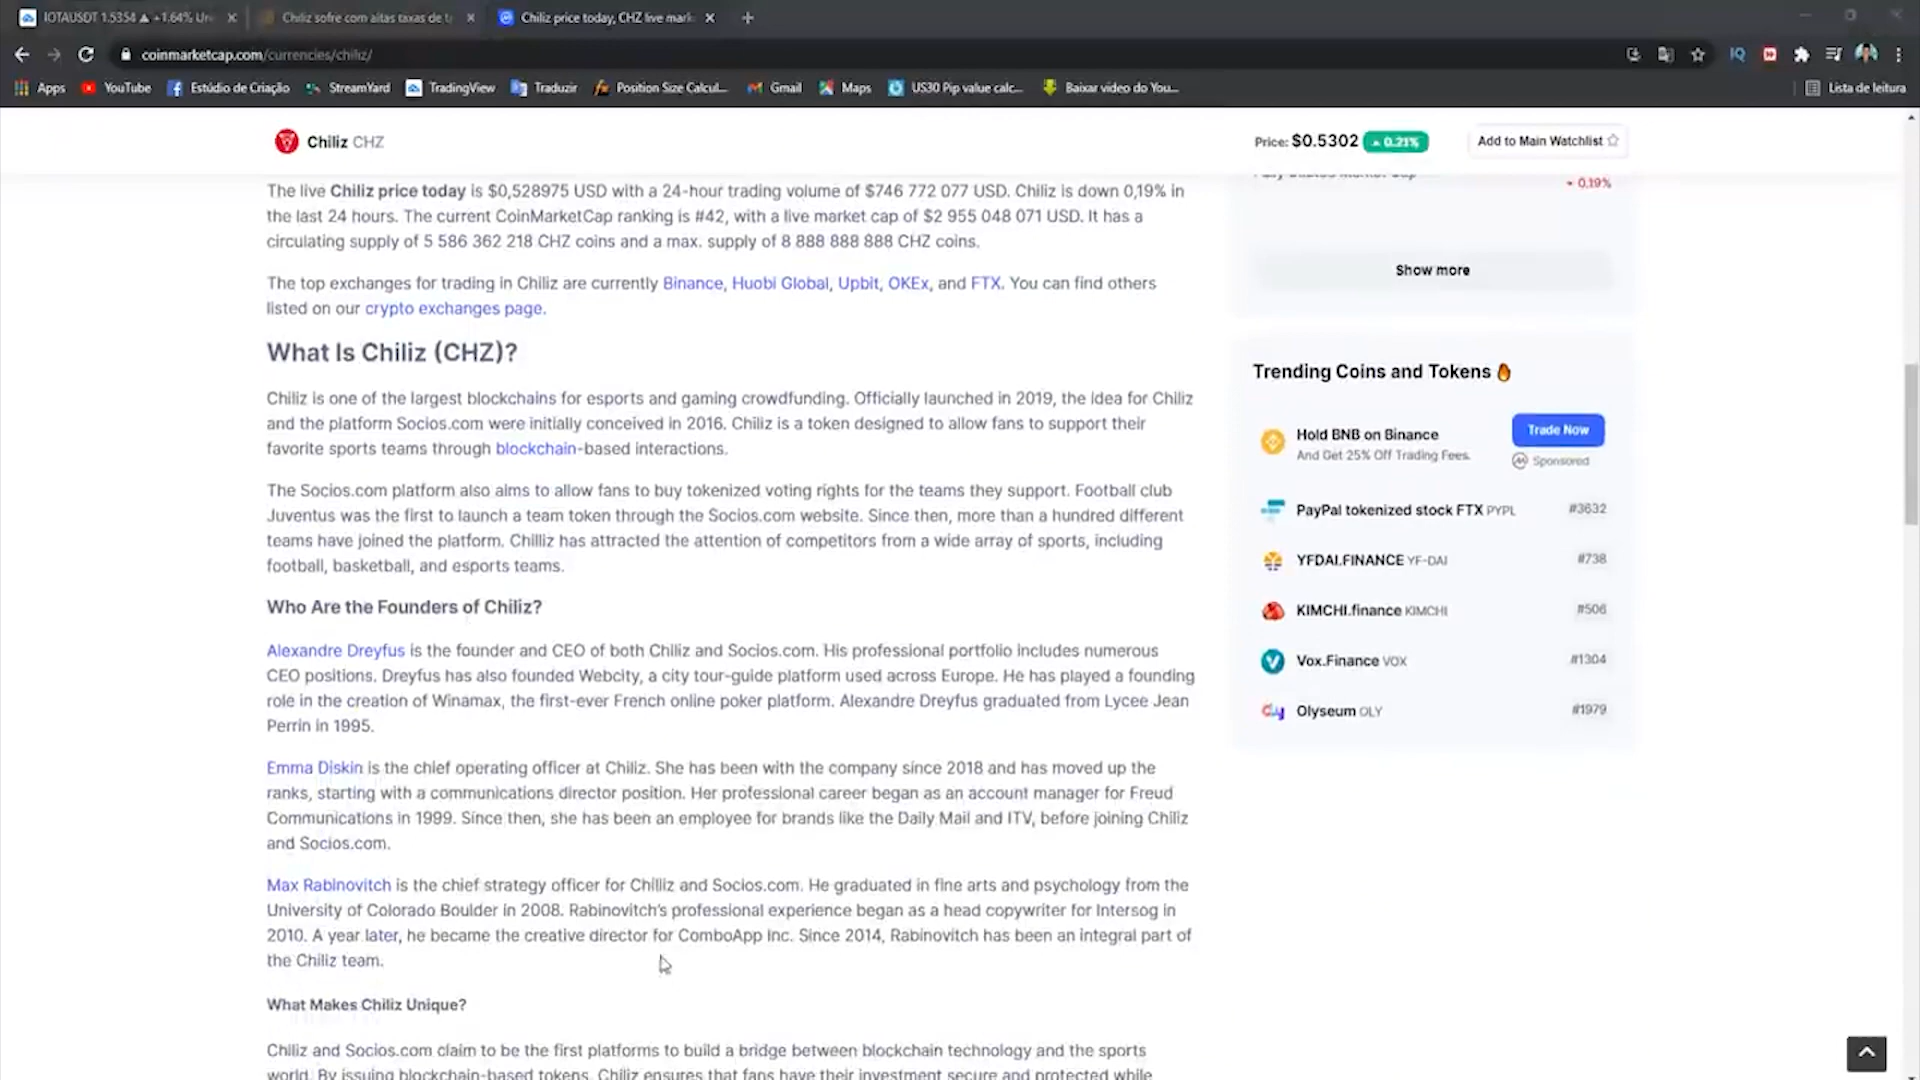 IOTAUSDT 1.5354 ▲ +1.64% Un
Chiliz sofre com altas taxas de t
Chiliz price today, CHZ live mark
coinmarketcap.com/currencies/chiliz/
Apps
YouTube
Estúdio de Criação
StreamYard
TradingView
Traduzir
Position Size Calcul...
Gmail
Maps
US30 Pip value calc...
Baixar video do You...
Lista de leitura
Chiliz CHZ
Price: $0.5302 0.21%
Add to Main Watchlist
The live Chiliz price today is $0,528975 USD with a 24-hour trading volume of $746 772 077 USD. Chiliz is down 0,19% in
the last 24 hours. The current CoinMarketCap ranking is #42, with a live market cap of $2 955 048 071 USD. It has a
circulating supply of 5 586 362 218 CHZ coins and a max. supply of 8 888 888 888 CHZ coins.
The top exchanges for trading in Chiliz are currently Binance, Huobi Global, Upbit, OKEx, and FTX. You can find others
listed on our crypto exchanges page.
What Is Chiliz (CHZ)?
Chiliz is one of the largest blockchains for esports and gaming crowdfunding. Officially launched in 2019, the idea for Chiliz
and the platform Socios.com were initially conceived in 2016. Chiliz is a token designed to allow fans to support their
favorite sports teams through blockchain-based interactions.
The Socios.com platform also aims to allow fans to buy tokenized voting rights for the teams they support. Football club
Juventus was the first to launch a team token through the Socios.com website. Since then, more than a hundred different
teams have joined the platform. Chilliz has attracted the attention of competitors from a wide array of sports, including
football, basketball, and esports teams.
Who Are the Founders of Chiliz?
Alexandre Dreyfus is the founder and CEO of both Chiliz and Socios.com. His professional portfolio includes numerous
CEO positions. Dreyfus has also founded Webcity, a city tour-guide platform used across Europe. He has played a founding
role in the creation of Winamax, the first-ever French online poker platform. Alexandre Dreyfus graduated from Lycee Jean
Perrin in 1995.
Emma Diskin is the chief operating officer at Chiliz. She has been with the company since 2018 and has moved up the
ranks, starting with a communications director position. Her professional career began as an account manager for Freud
Communications in 1999. Since then, she has been an employee for brands like the Daily Mail and ITV, before joining Chiliz
and Socios.com.
Max Rabinovitch is the chief strategy officer for Chilliz and Socios.com. He graduated in fine arts and psychology from the
University of Colorado Boulder in 2008. Rabinovitch's professional experience began as a head copywriter for Intersog in
2010. A year later, he became the creative director for ComboApp Inc. Since 2014, Rabinovitch has been an integral part of
the Chiliz team.
What Makes Chiliz Unique?
Chiliz and Socios.com claim to be the first platforms to build a bridge between blockchain technology and the sports
world. By issuing blockchain-based tokens, Chiliz ensures that fans have their investment secure and protected while
0.19%
Show more
Trending Coins and Tokens
Hold BNB on Binance
And Get 25% Off Trading Fees.
Trade Now
Sponsored
PayPal tokenized stock FTX PYPL #3632
YFDAI.FINANCE YF-DAI #738
KIMCHI.finance KIMCHI #506
Vox.Finance VOX #1304
Olyseum OLY #1979